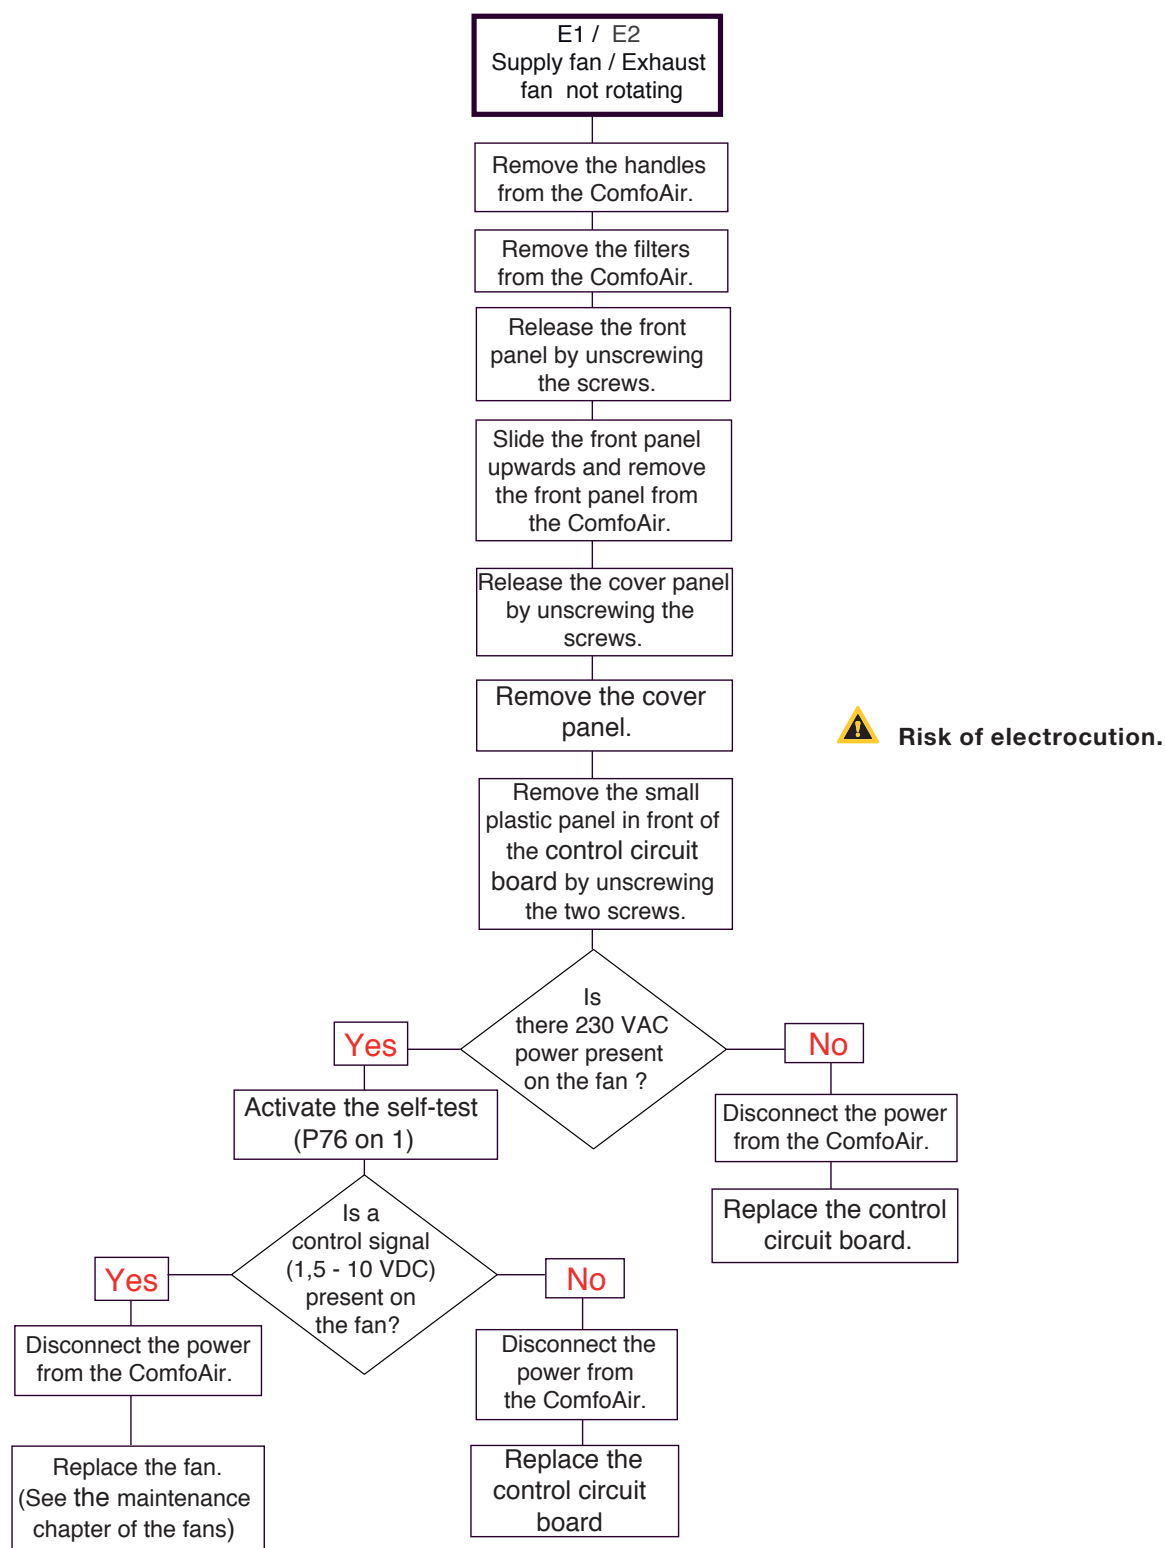 E1 / E2
Supply fan / Exhaust
fan not rotating
Remove the handles
from the ComfoAir.
Remove the filters
from the ComfoAir.
Release the front
panel by unscrewing
the screws.
Slide the front panel
upwards and remove
the front panel from
the ComfoAir.
Release the cover panel
by unscrewing the
screws.
Remove the cover
panel.
Risk of electrocution.
Remove the small
plastic panel in front of
the control circuit
board by unscrewing
the two screws.
Is
there 230 VAC
power present
on the fan ?
Yes
No
Activate the self-test
(P76 on 1)
Disconnect the power
from the ComfoAir.
Replace the control
circuit board.
Is a
control signal
(1,5 - 10 VDC)
present on
the fan?
Yes
No
Disconnect the power
from the ComfoAir.
Disconnect the
power from
the ComfoAir.
Replace the fan.
(See the maintenance
chapter of the fans)
Replace the
control circuit
board